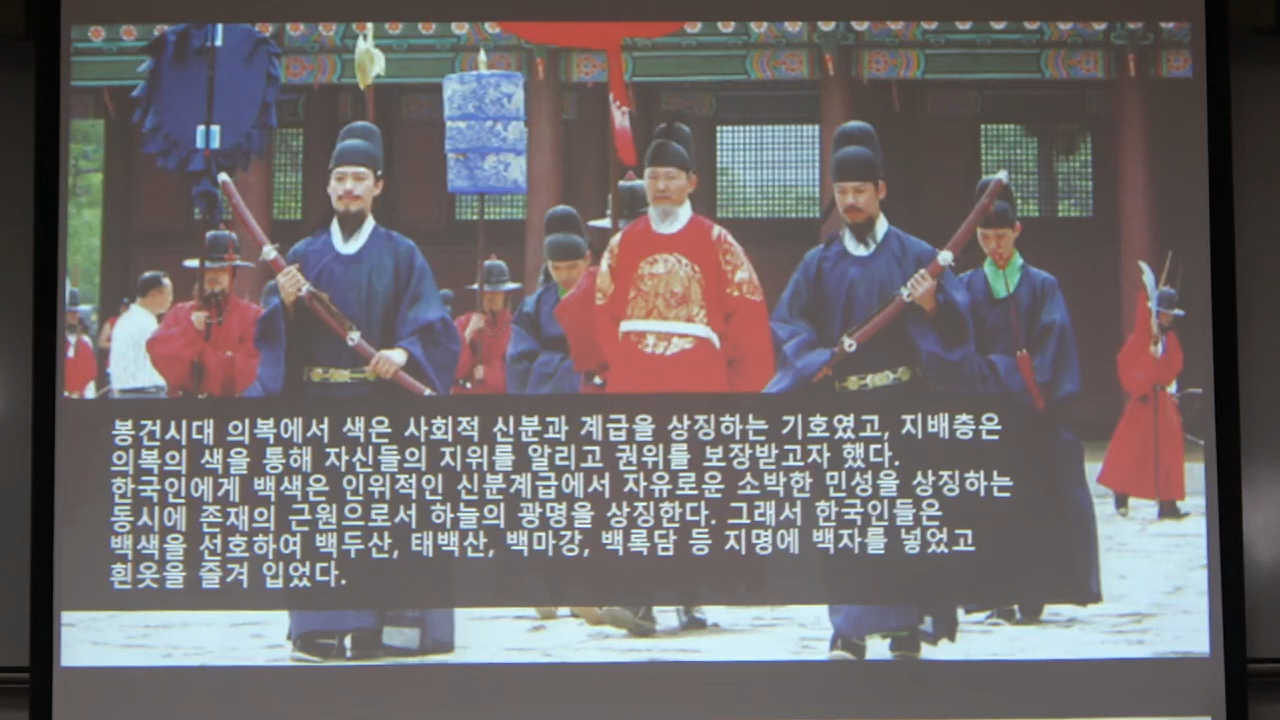 봉건시대 의복에서 색은 사회적 신분과 계급을 상징하는 기호였고, 지배층은
의복의 색을 통해 자신들의 지위를 알리고 권위를 보장받고자 했다.
한국인에게 백색은 인위적인 신분계급에서 자유로운 소박한 민성을 상징하는
동시에 존재의 근원으로서 하늘의 광명을 상징한다. 그래서 한국인들은
백색을 선호하여 백두산, 태백산, 백마강, 백록담 등 지명에 백자를 넣었고
흰옷을 즐겨 입었다.